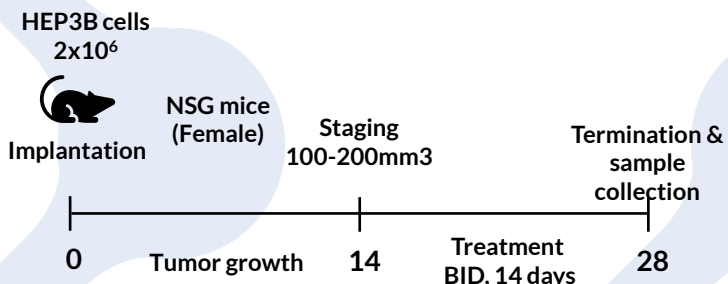 HEP3B cells
2x10⁶
NSG mice
(Female)
Implantation
Staging
100-200mm3
Termination &
sample
collection
0
Tumor growth
14
Treatment
BID, 14 days
28